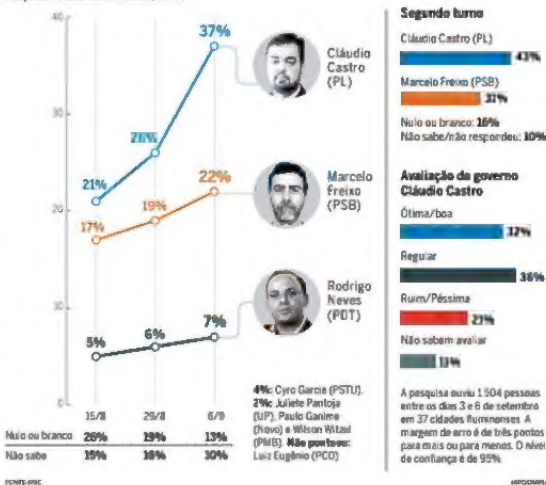 40
30
20
10
0
37%
26%
21%
22%
19%
17%
5%
6%
7%
Cláudio
Castro
(PL)
Marcelo
Freixo
(PSB)
Rodrigo
Neves
(PDT)
15/8
29/8
6/9
Nulo ou branco 26% 19% 13%
Não sabe 15% 10%
4%: Cyro Garcia (PSTU).
2%: Juliete Pantoja
(UP), Paulo Ganime
(Novo) e Wilson Witzel
(PMB). Não pontuou:
Luiz Eugênio (PCO)
Segundo turno
Cláudio Castro (PL)
43%
Marcelo Freixo (PSB)
31%
Nulo ou branco: 16%
Não sabe/não respondeu: 10%
Avaliação do governo
Cláudio Castro
Ótima/boa
32%
Regular
36%
Ruim/Péssima
21%
Não sabem avaliar
11%
A pesquisa ouviu 1504 pessoas
entre os dias 3 e 6 de setembro
em 37 cidades fluminenses. A
margem de erro é de três pontos
para mais ou para menos. O nível
de confiança é de 95%